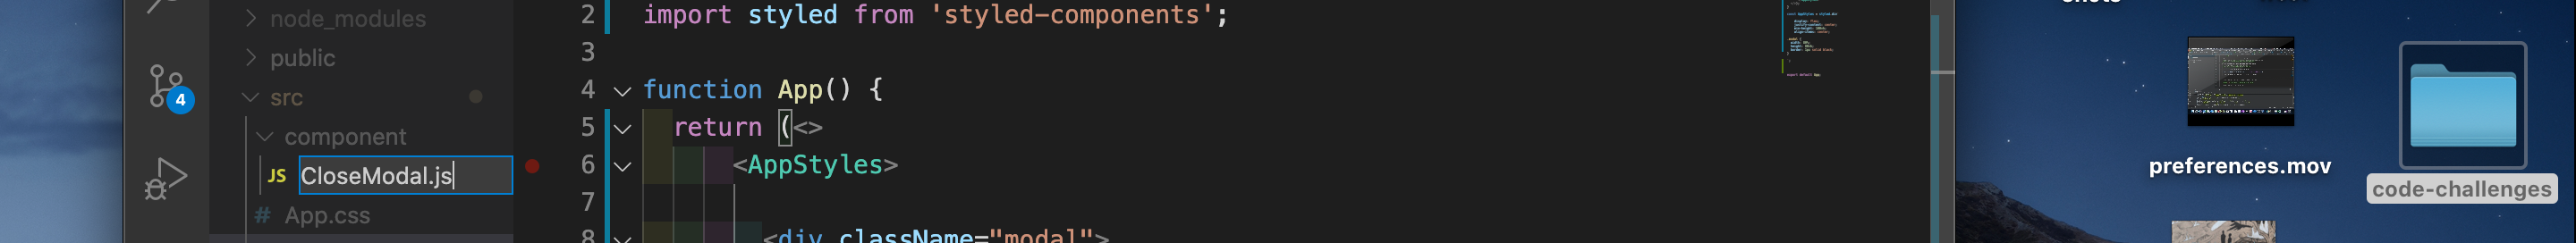 node_modules
public
src
component
JS CloseModal.js
# App.css
4
2 import styled from 'styled-components';
3
4 function App() {
5 return (<>
6 <AppStyles>
7
8 <div className="modal">
preferences.mov
code-challenges